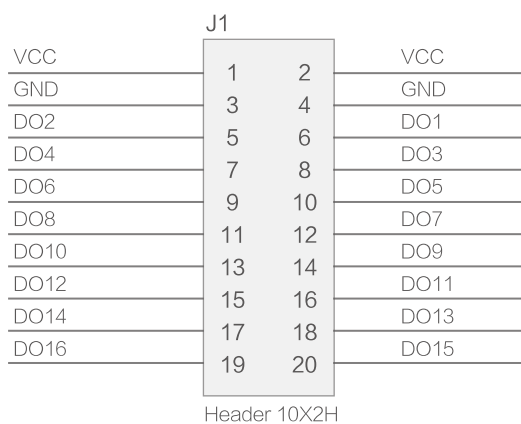 J1
VCC 1 2 VCC
GND 3 4 GND
DO2 5 6 DO1
DO4 7 8 DO3
DO6 9 10 DO5
DO8 11 12 DO7
DO10 13 14 DO9
DO12 15 16 DO11
DO14 17 18 DO13
DO16 19 20 DO15
Header 10X2H